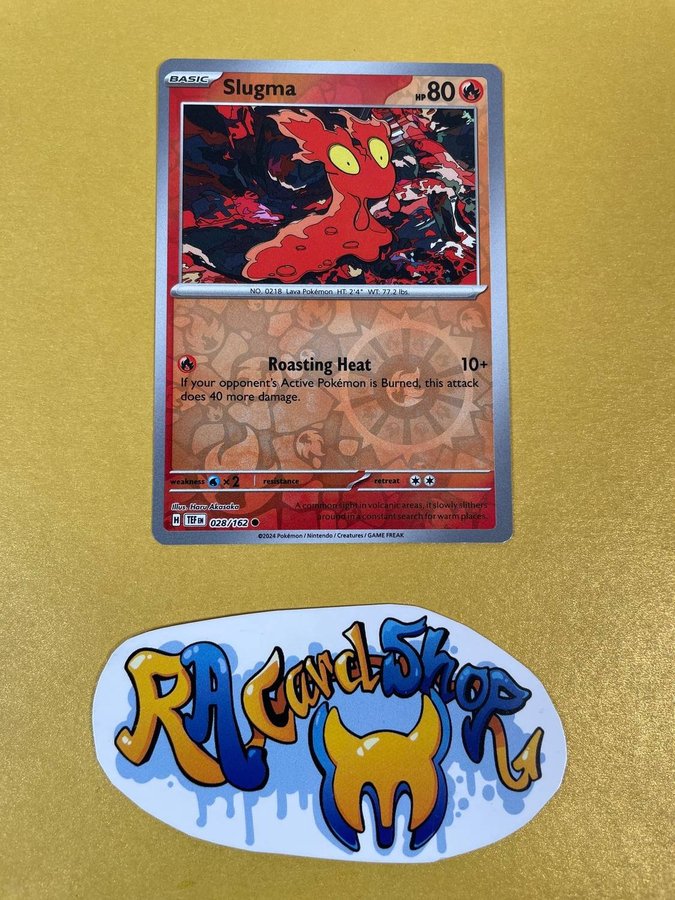 BASIC Slugma HP 80
NO. 0218 Lava Pokémon HT: 2'4" WT: 77.2 lbs.
Roasting Heat 10+
If your opponent's Active Pokémon is Burned, this attack
does 40 more damage.
weakness ×2 resistance retreat
Illus. Haru Akasaka
H TEF EN 028/162
A common sight in volcanic areas, it slowly slithers
around in a constant search for warm places.
©2024 Pokémon / Nintendo / Creatures / GAME FREAK
RA Card Shop